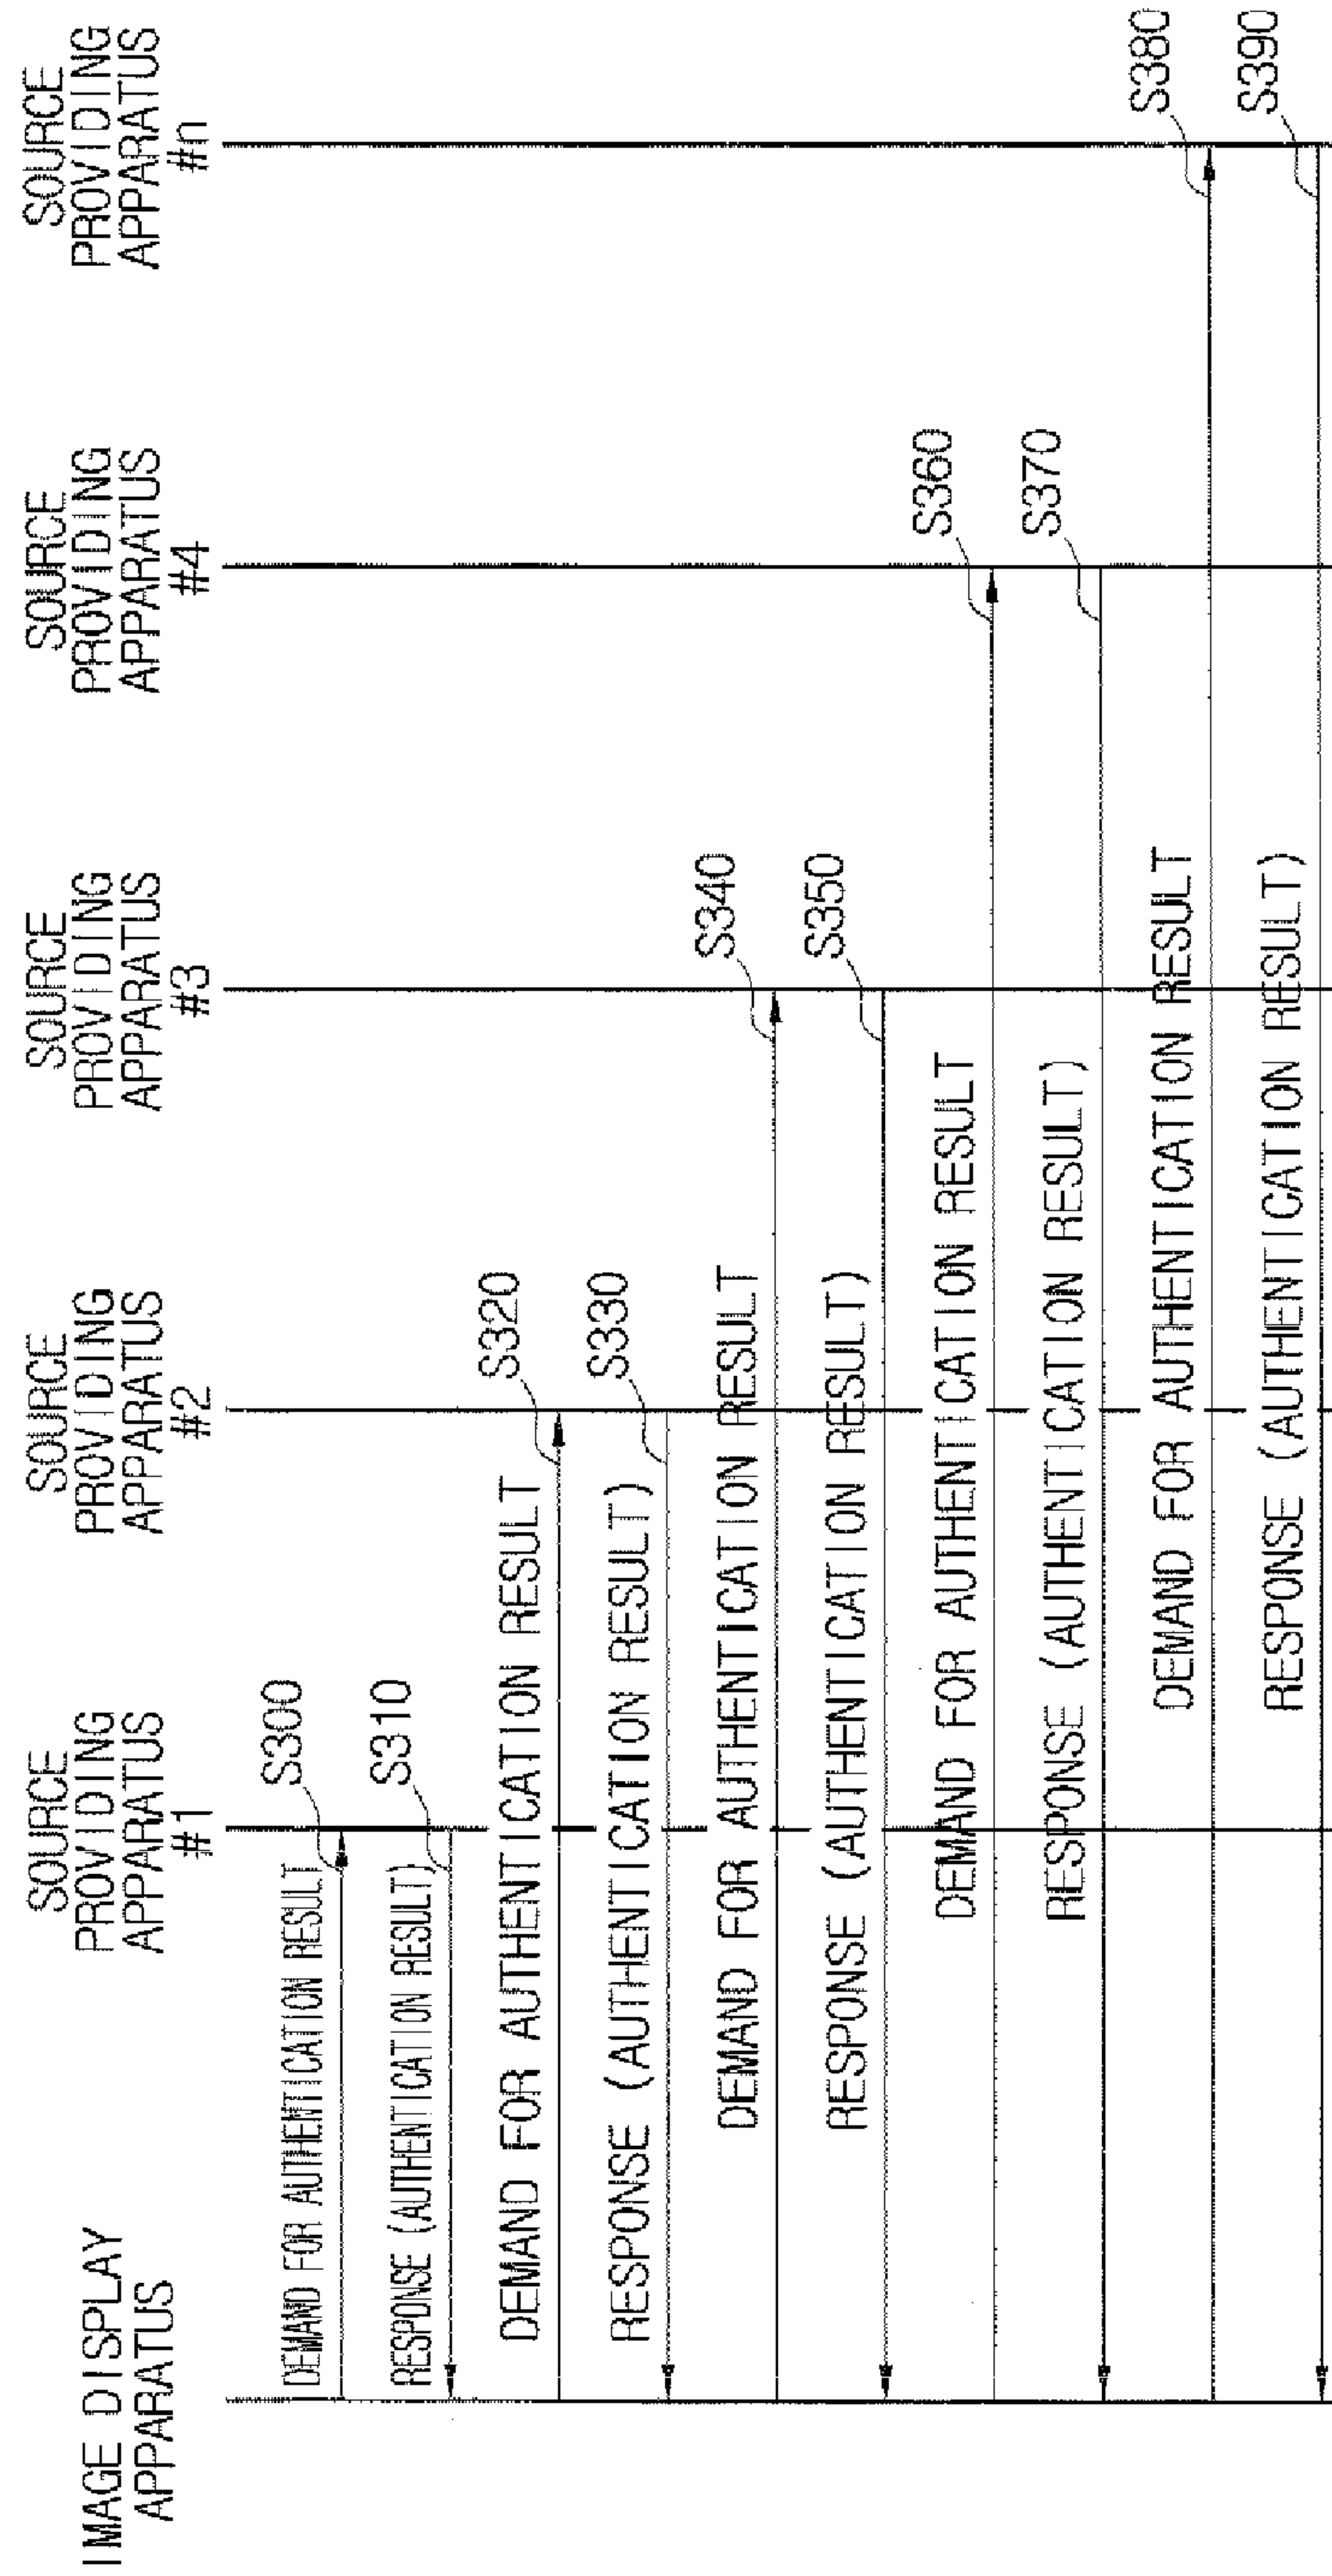 IMAGE DISPLAY
APPARATUS
SOURCE
PROVIDING
APPARATUS
#1
SOURCE
PROVIDING
APPARATUS
#2
SOURCE
PROVIDING
APPARATUS
#3
SOURCE
PROVIDING
APPARATUS
#4
SOURCE
PROVIDING
APPARATUS
#n
DEMAND FOR AUTHENTICATION RESULT
S300
RESPONSE (AUTHENTICATION RESULT)
S310
DEMAND FOR AUTHENTICATION RESULT
S320
RESPONSE (AUTHENTICATION RESULT)
S330
DEMAND FOR AUTHENTICATION RESULT
S340
RESPONSE (AUTHENTICATION RESULT)
S350
DEMAND FOR AUTHENTICATION RESULT
S360
RESPONSE (AUTHENTICATION RESULT)
S370
DEMAND FOR AUTHENTICATION RESULT
S380
RESPONSE (AUTHENTICATION RESULT)
S390